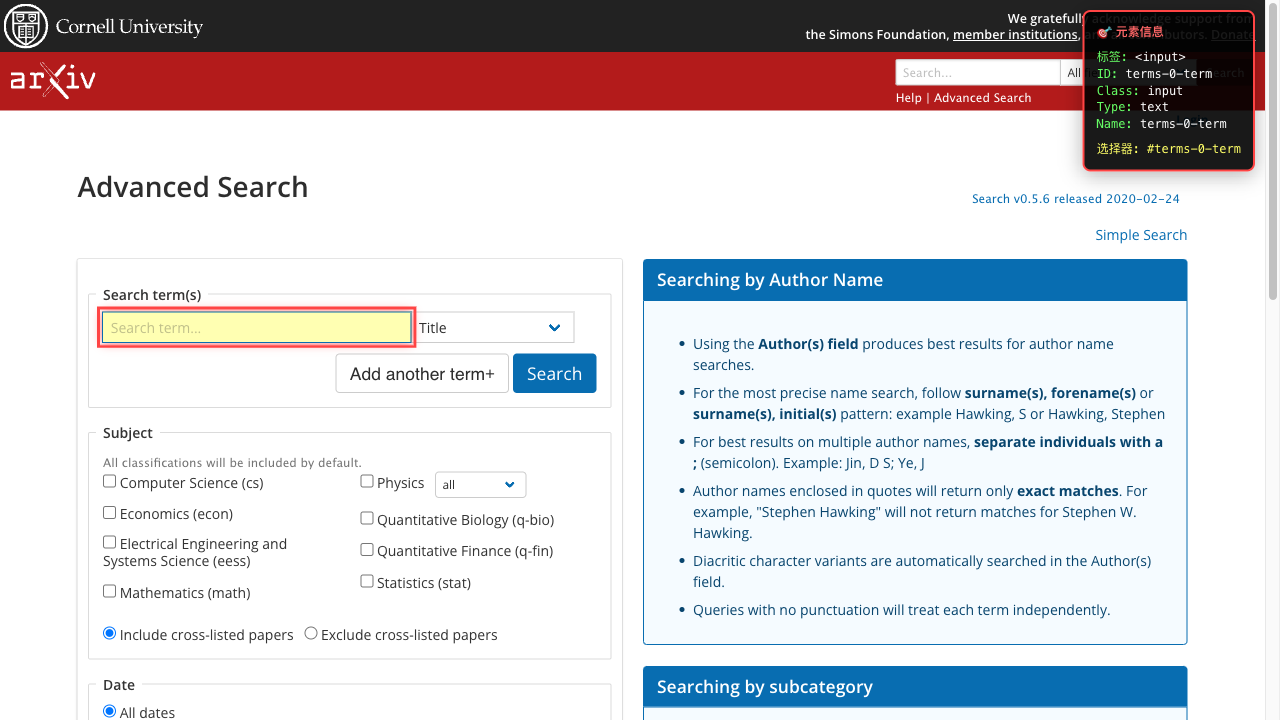 Cornell University
We gratefully acknowledge support from
the Simons Foundation, member institutions, and all contributors. Donate
arXiv
Search...
All
Search
Help | Advanced Search
🎯 元素信息
标签: <input>
ID: terms-0-term
Class: input
Type: text
Name: terms-0-term
选择器: #terms-0-term
Advanced Search
Search v0.5.6 released 2020-02-24
Simple Search
Search term(s)
Search term...
Title
Add another term+
Search
Subject
All classifications will be included by default.
Computer Science (cs)
Physics
all
Economics (econ)
Quantitative Biology (q-bio)
Electrical Engineering and
Systems Science (eess)
Quantitative Finance (q-fin)
Mathematics (math)
Statistics (stat)
Include cross-listed papers
Exclude cross-listed papers
Date
All dates
Searching by Author Name
• Using the Author(s) field produces best results for author name
searches.
• For the most precise name search, follow surname(s), forename(s) or
surname(s), initial(s) pattern: example Hawking, S or Hawking, Stephen
• For best results on multiple author names, separate individuals with a
; (semicolon). Example: Jin, D S; Ye, J
• Author names enclosed in quotes will return only exact matches. For
example, "Stephen Hawking" will not return matches for Stephen W.
Hawking.
• Diacritic character variants are automatically searched in the Author(s)
field.
• Queries with no punctuation will treat each term independently.
Searching by subcategory